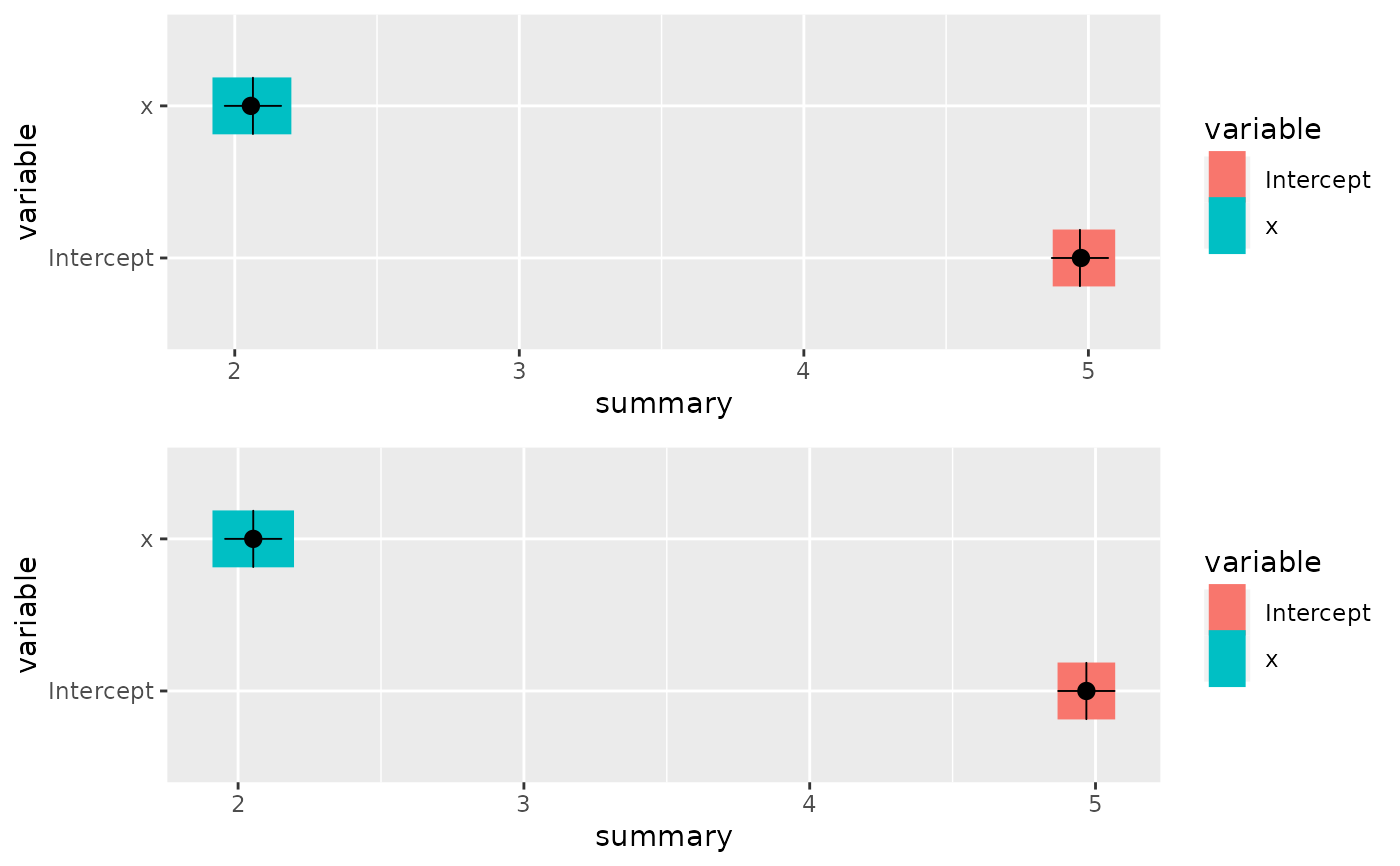 variable
x
Intercept
2 3 4 5
summary
variable
Intercept
x
variable
x
Intercept
2 3 4 5
summary
variable
Intercept
x